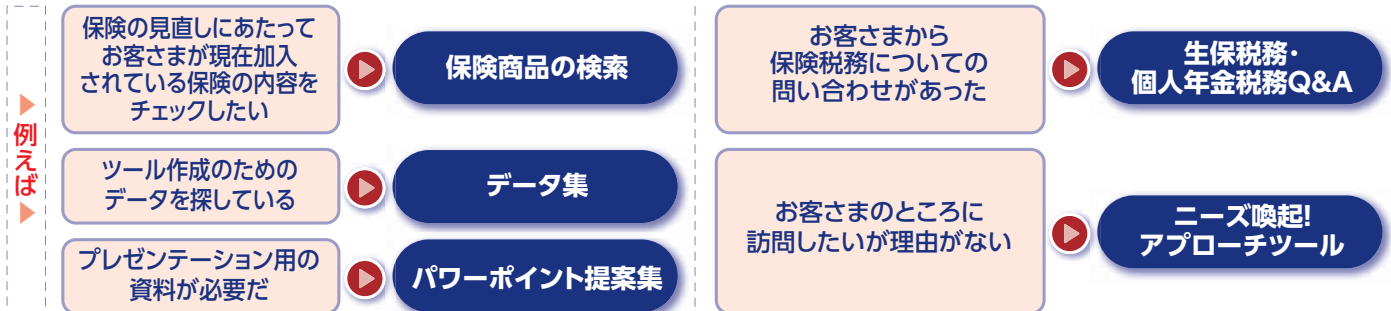 例えば
保険の見直しにあたって
お客さまが現在加入
されている保険の内容を
チェックしたい
保険商品の検索
ツール作成のための
データを探している
データ集
プレゼンテーション用の
資料が必要だ
パワーポイント提案集
お客さまから
保険税務についての
問い合わせがあった
生保税務・
個人年金税務Q&A
お客さまのところに
訪問したいが理由がない
ニーズ喚起!
アプローチツール